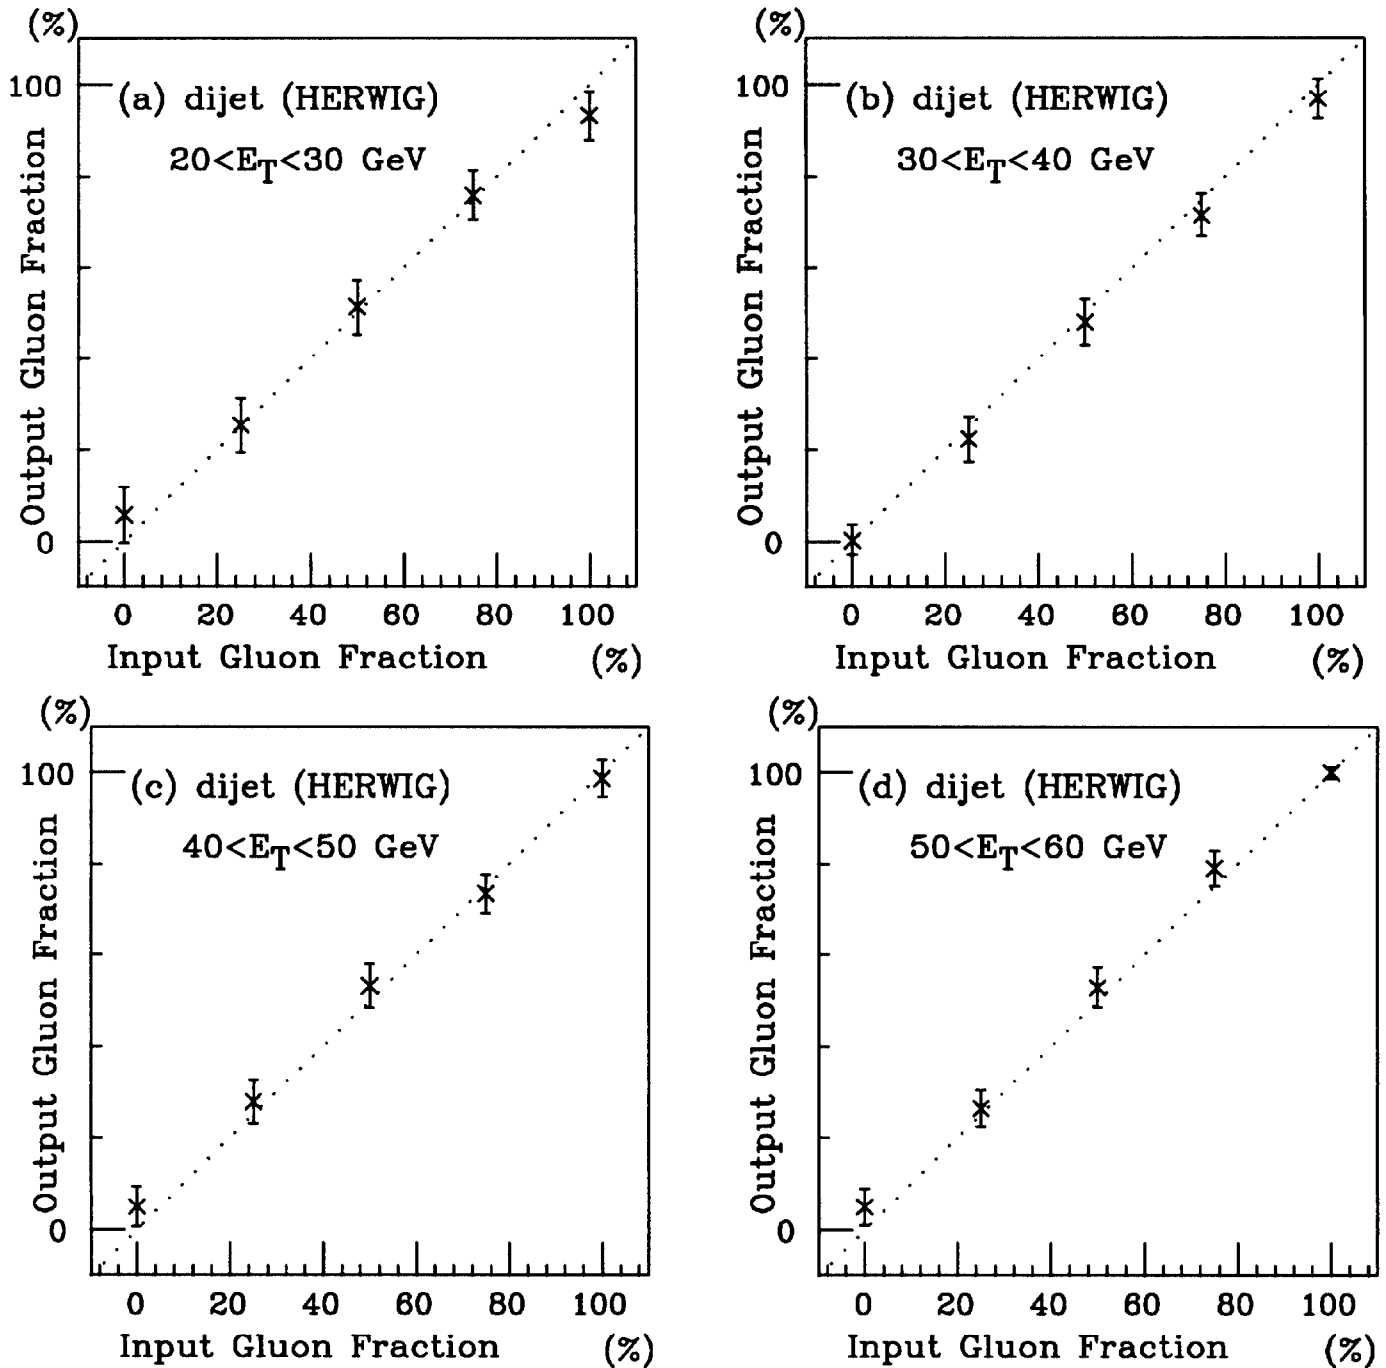 (%)
100
(a) dijet (HERWIG)
20<E_T<30 GeV
Output Gluon Fraction
0
0 20 40 60 80 100
Input Gluon Fraction (%)
(%)
100
(b) dijet (HERWIG)
30<E_T<40 GeV
Output Gluon Fraction
0
0 20 40 60 80 100
Input Gluon Fraction (%)
(%)
100
(c) dijet (HERWIG)
40<E_T<50 GeV
Output Gluon Fraction
0
0 20 40 60 80 100
Input Gluon Fraction (%)
(%)
100
(d) dijet (HERWIG)
50<E_T<60 GeV
Output Gluon Fraction
0
0 20 40 60 80 100
Input Gluon Fraction (%)